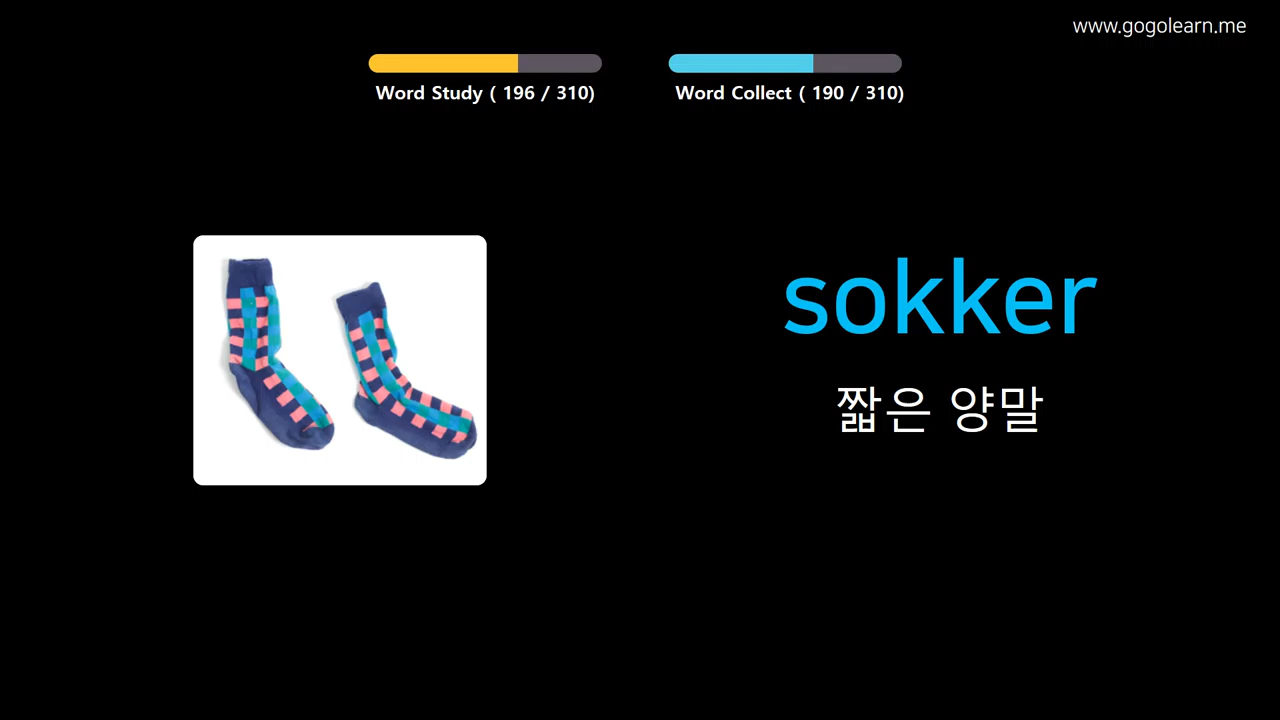 www.gogolearn.me
Word Study ( 196 / 310)
Word Collect ( 190 / 310)
sokker
짧은 양말